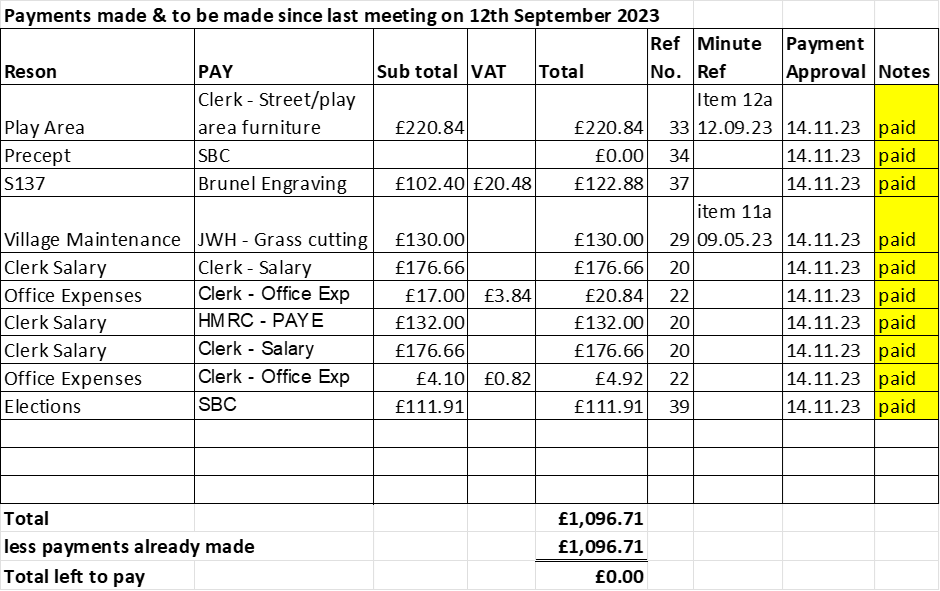 Payments made & to be made since last meeting on 12th September 2023
Ref Minute Payment
Reson PAY Sub total VAT Total No. Ref Approval Notes
Clerk - Street/play Item 12a
Play Area area furniture £220.84 £220.84 33 12.09.23 14.11.23 paid
Precept SBC £0.00 34 14.11.23 paid
S137 Brunel Engraving £102.40 £20.48 £122.88 37 14.11.23 paid
item 11a
Village Maintenance JWH - Grass cutting £130.00 £130.00 29 09.05.23 14.11.23 paid
Clerk Salary Clerk - Salary £176.66 £176.66 20 14.11.23 paid
Office Expenses Clerk - Office Exp £17.00 £3.84 £20.84 22 14.11.23 paid
Clerk Salary HMRC - PAYE £132.00 £132.00 20 14.11.23 paid
Clerk Salary Clerk - Salary £176.66 £176.66 20 14.11.23 paid
Office Expenses Clerk - Office Exp £4.10 £0.82 £4.92 22 14.11.23 paid
Elections SBC £111.91 £111.91 39 14.11.23 paid
Total £1,096.71
less payments already made £1,096.71
Total left to pay £0.00